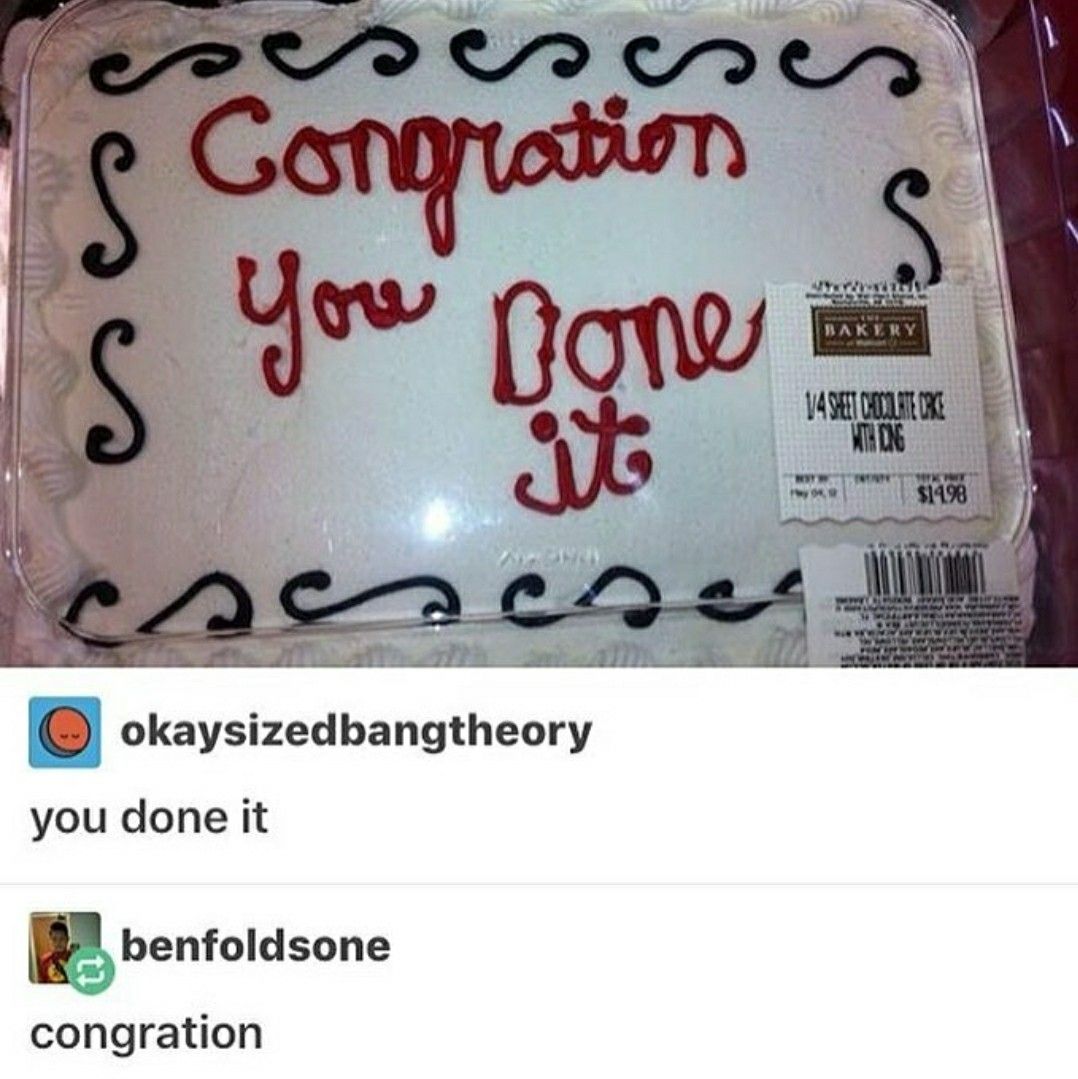 Congration
You Done
it
BAKERY
1/4 SHEET CHOCOLATE CAKE
WITH ICING
$14.98
okaysizedbangtheory
you done it
benfoldsone
congration